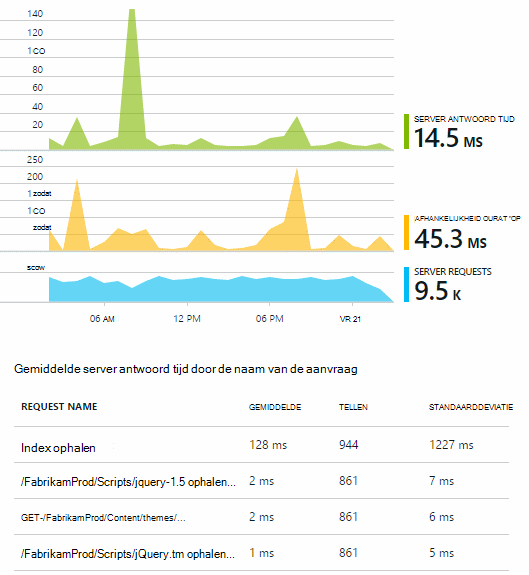 140
120
1CO
80
60
40
20
SERVER ANTWOORD TIJD
14.5 MS
250
200
1 zodat
1CO
zodat
AFHANKELIJKHEID OURAT "OP
45.3 MS
scow
SERVER REQUESTS
9.5 K
06 AM 12 PM 06 PM VR 21
Gemiddelde server antwoord tijd door de naam van de aanvraag
REQUEST NAME GEMIDDELDE TELLEN STANDAARDDEVIATIE
Index ophalen 128 ms 944 1227 ms
/FabrikamProd/Scripts/jquery-1.5 ophalen... 2 ms 861 7 ms
GET-/FabrikamProd/Content/themes/... 2 ms 861 6 ms
/FabrikamProd/Scripts/jQuery.tm ophalen... 1 ms 861 5 ms